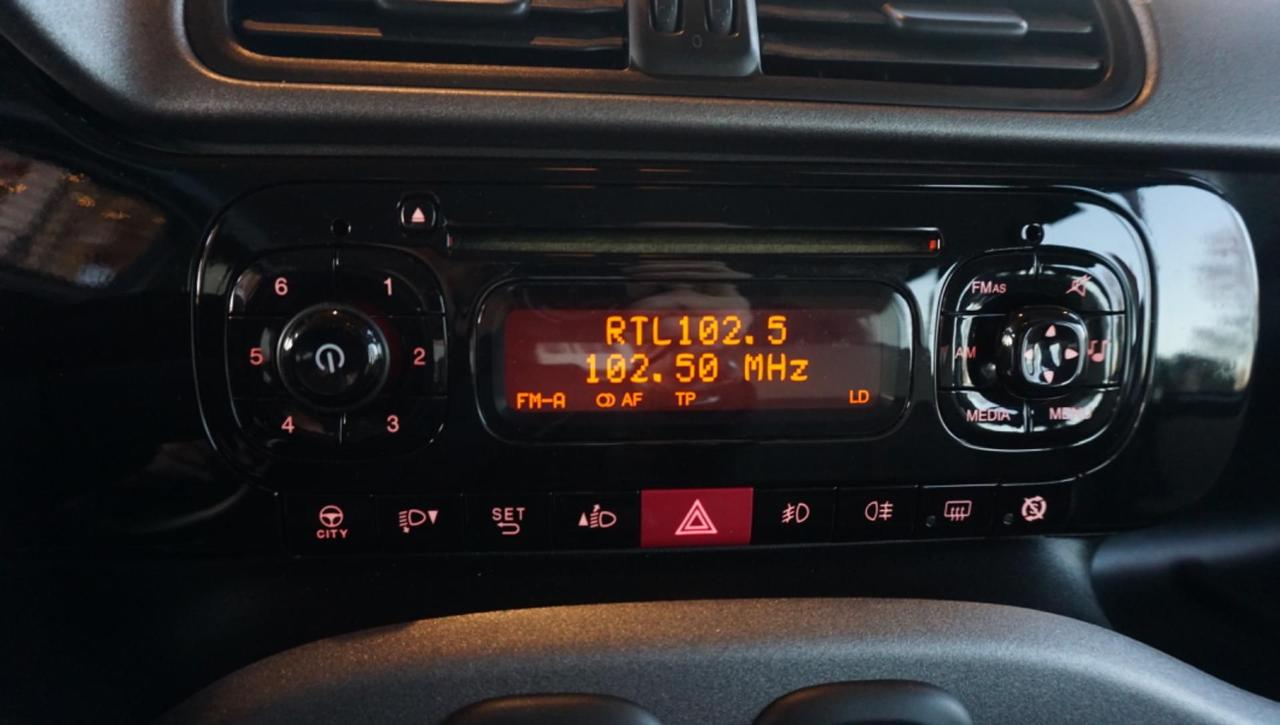 0
6 1
5 2
4 3
RTL102.5
102.50 MHz
FM-A AF TP LD
FMAS
AM
MEDIA MENU
CITY
SET